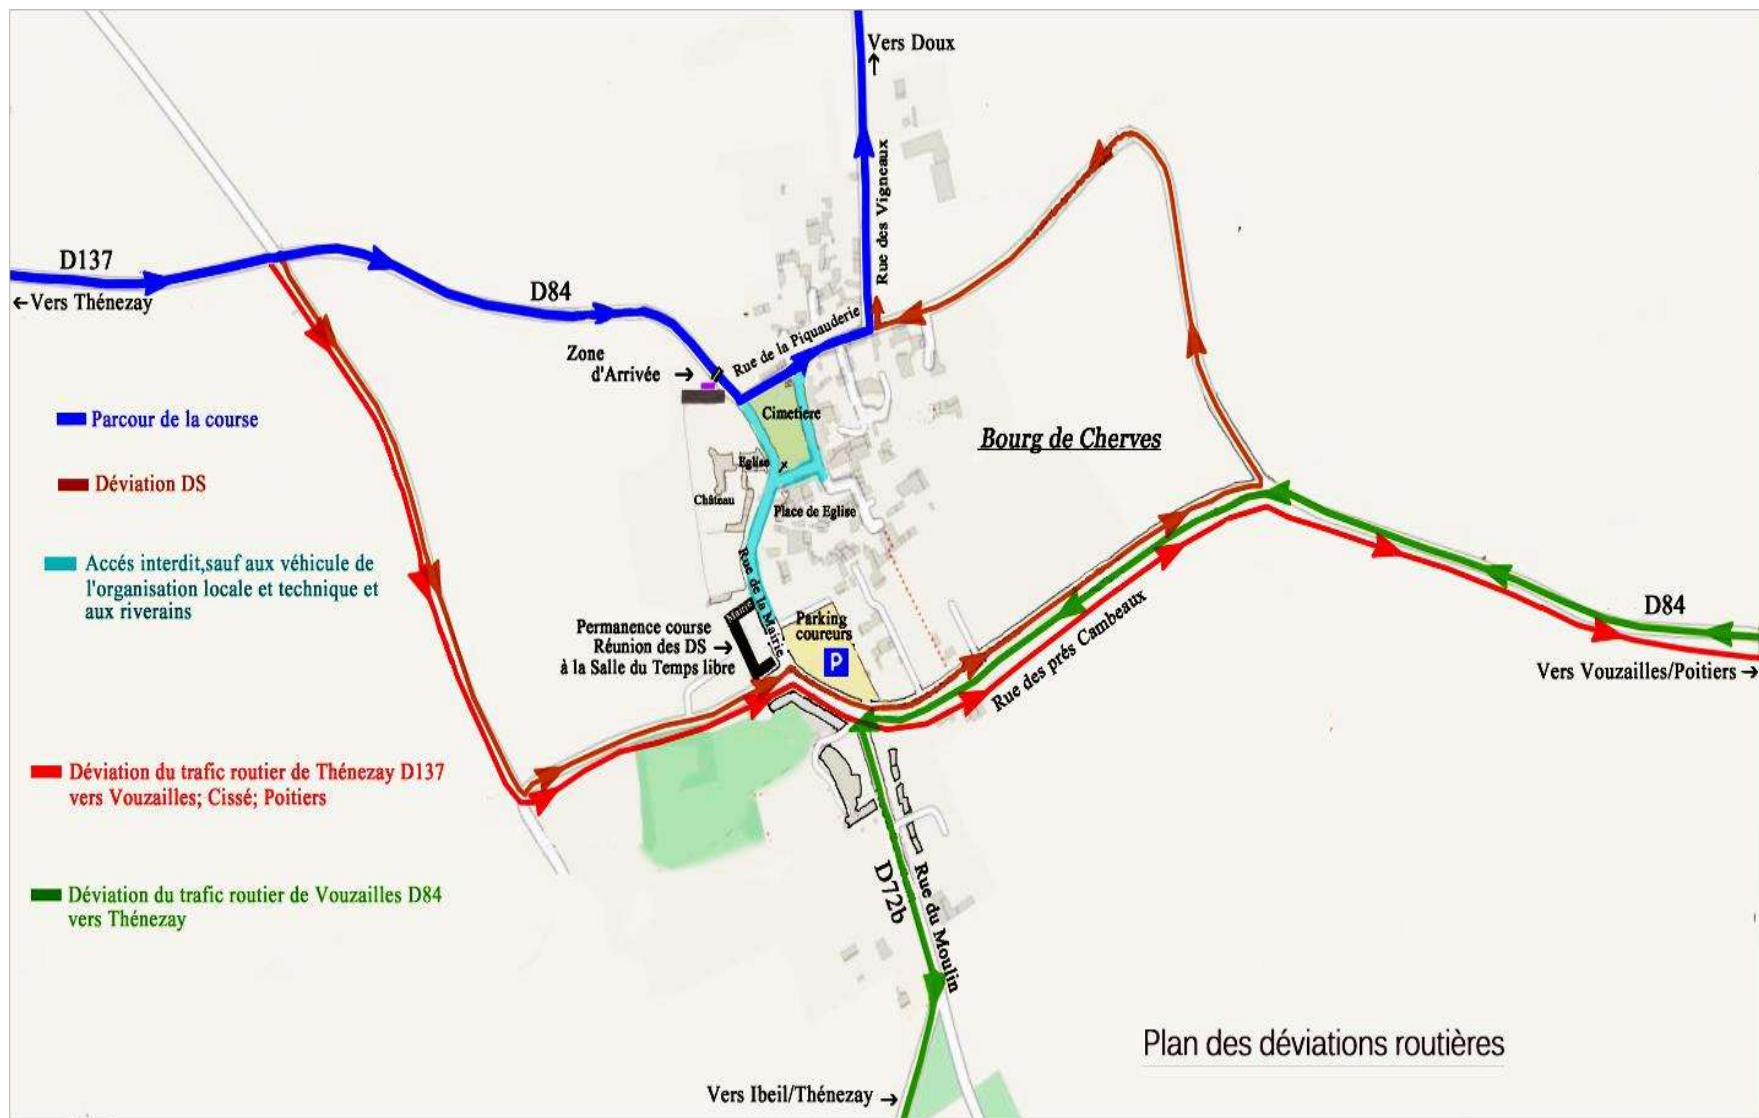 Vers Doux
Rue des Vigneaux
D137
←Vers Thénezay
D84
Rue de la Piquauderie
Zone
d'Arrivée →
Cimetiere
Bourg de Cherves
Parcour de la course
Déviation DS
Accés interdit,sauf aux véhicule de
l'organisation locale et technique et
aux riverains
Eglise
Château
Place de Eglise
Rue de la Mairie
Mairie
Parking
coureurs
P
Permanence course
Réunion des DS →
à la Salle du Temps libre
Rue des prés Cambeaux
D84
Vers Vouzailles/Poitiers →
Déviation du trafic routier de Thénezay D137
vers Vouzailles; Cissé; Poitiers
Déviation du trafic routier de Vouzailles D84
vers Thénezay
D72b
Rue du Moulin
Plan des déviations routières
Vers Ibeil/Thénezay →